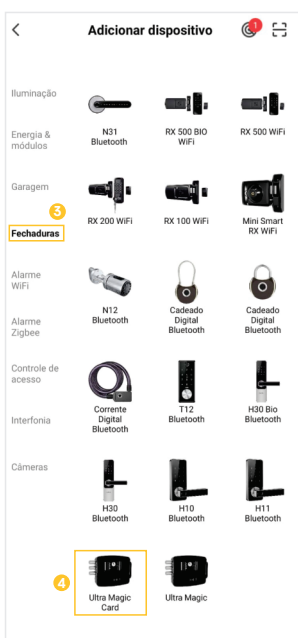 Adicionar dispositivo
1
Iluminação
N31
Bluetooth
RX 500 BIO
WiFi
RX 500 WiFi
Energia &
módulos
Garagem
3
Fechaduras
RX 200 WiFi
RX 100 WiFi
Mini Smart
RX WiFi
Alarme
WiFi
N12
Bluetooth
Cadeado
Digital
Bluetooth
Cadeado
Digital
Bluetooth
Alarme
Zigbee
Controle de
acesso
Corrente
Digital
Bluetooth
T12
Bluetooth
H30 Bio
Bluetooth
Interfonia
Câmeras
H30
Bluetooth
H10
Bluetooth
H11
Bluetooth
4
Ultra Magic
Card
Ultra Magic